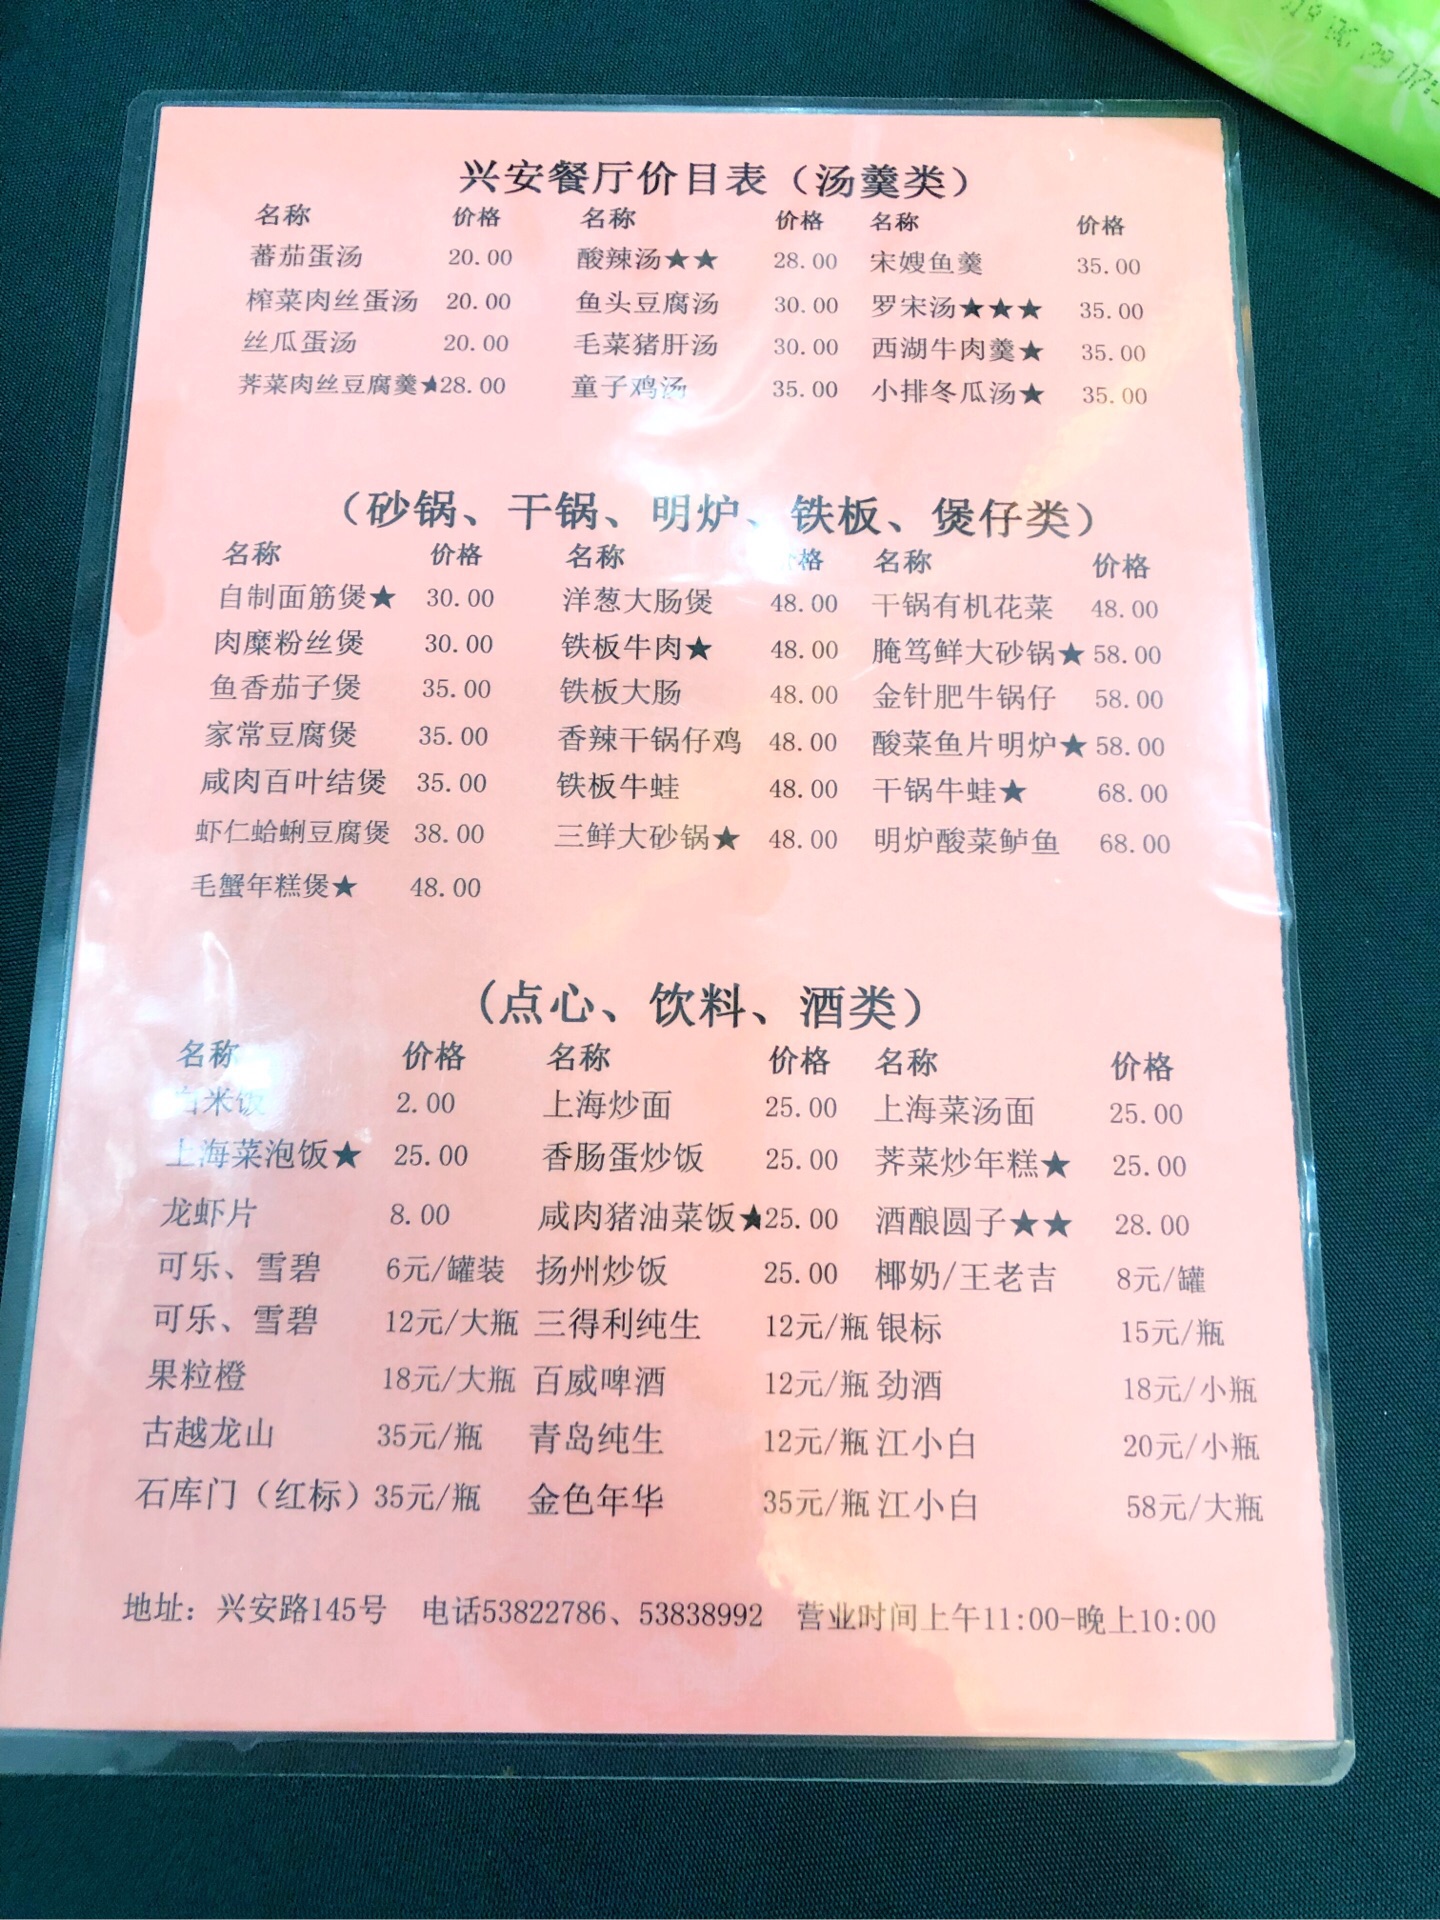 兴安餐厅价目表（汤羹类）
名称 价格 名称 价格 名称 价格
蕃茄蛋汤 20.00 酸辣汤★★ 28.00 宋嫂鱼羹 35.00
榨菜肉丝蛋汤 20.00 鱼头豆腐汤 30.00 罗宋汤★★★ 35.00
丝瓜蛋汤 20.00 毛菜猪肝汤 30.00 西湖牛肉羹★ 35.00
荠菜肉丝豆腐羹★28.00 童子鸡汤 35.00 小排冬瓜汤★ 35.00
（砂锅、干锅、明炉、铁板、煲仔类）
名称 价格 名称 价格 名称 价格
自制面筋煲★ 30.00 洋葱大肠煲 48.00 干锅有机花菜 48.00
肉糜粉丝煲 30.00 铁板牛肉★ 48.00 腌笃鲜大砂锅★58.00
鱼香茄子煲 35.00 铁板大肠 48.00 金针肥牛锅仔 58.00
家常豆腐煲 35.00 香辣干锅仔鸡 48.00 酸菜鱼片明炉★58.00
咸肉百叶结煲 35.00 铁板牛蛙 48.00 干锅牛蛙★ 68.00
虾仁蛤蜊豆腐煲 38.00 三鲜大砂锅★ 48.00 明炉酸菜鲈鱼 68.00
毛蟹年糕煲★ 48.00
（点心、饮料、酒类）
名称 价格 名称 价格 名称 价格
白米饭 2.00 上海炒面 25.00 上海菜汤面 25.00
上海菜泡饭★ 25.00 香肠蛋炒饭 25.00 荠菜炒年糕★ 25.00
龙虾片 8.00 咸肉猪油菜饭★25.00 酒酿圆子★★ 28.00
可乐、雪碧 6元/罐装 扬州炒饭 25.00 椰奶/王老吉 8元/罐
可乐、雪碧 12元/大瓶 三得利纯生 12元/瓶 银标 15元/瓶
果粒橙 18元/大瓶 百威啤酒 12元/瓶 劲酒 18元/小瓶
古越龙山 35元/瓶 青岛纯生 12元/瓶 江小白 20元/小瓶
石库门（红标）35元/瓶 金色年华 35元/瓶 江小白 58元/大瓶
地址：兴安路145号 电话53822786、53838992 营业时间上午11:00-晚上10:00